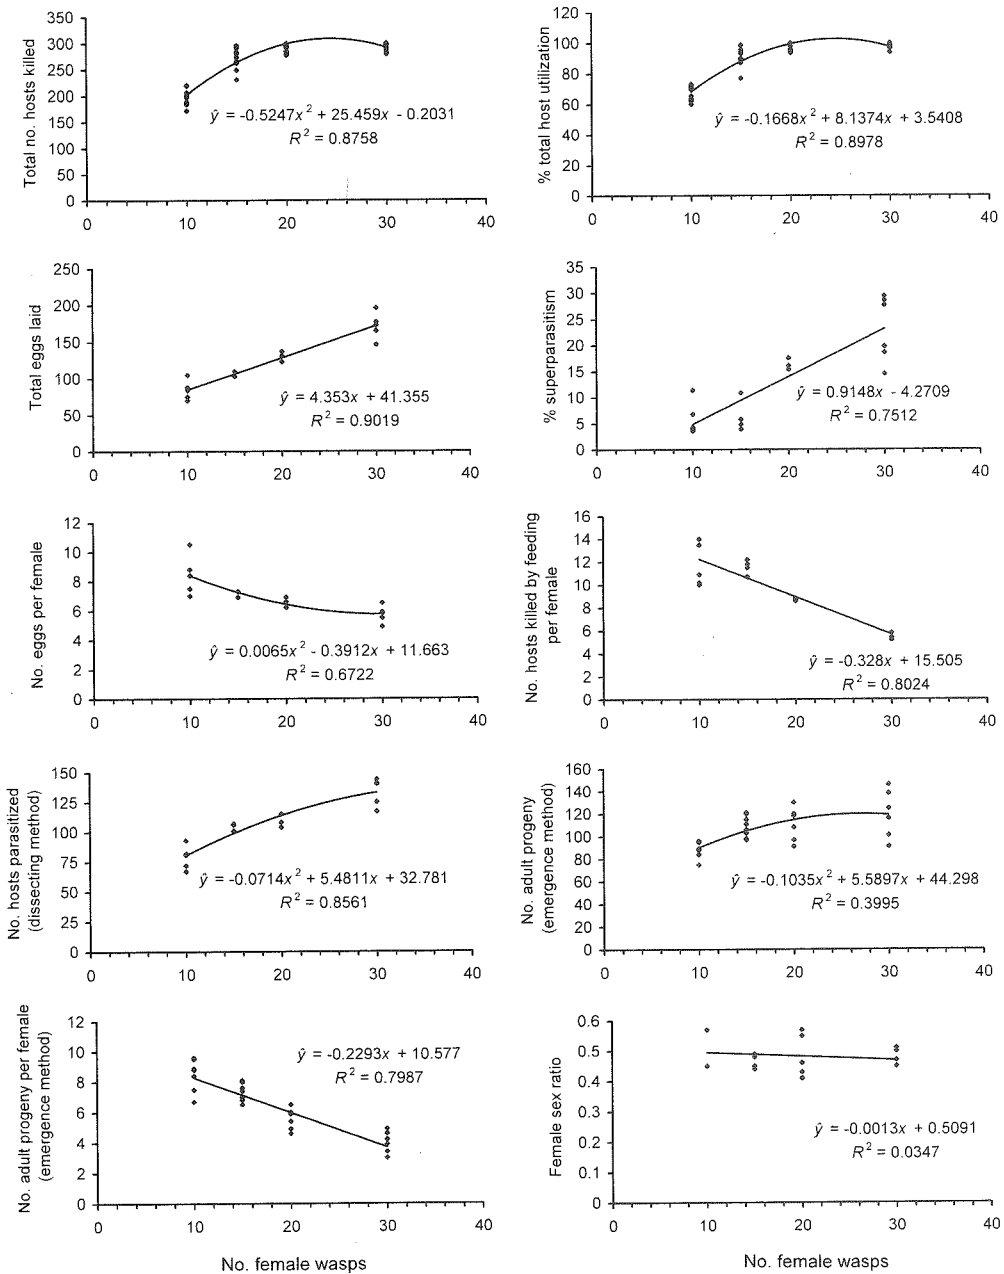 Total no. hosts killed
350
300
250
200
150
100
50
0
0 10 20 30 40
ŷ = -0.5247x² + 25.459x - 0.2031
R² = 0.8758
% total host utilization
120
100
80
60
40
20
0
0 10 20 30 40
ŷ = -0.1668x² + 8.1374x + 3.5408
R² = 0.8978
Total eggs laid
250
200
150
100
50
0
0 10 20 30 40
ŷ = 4.353x + 41.355
R² = 0.9019
% superparasitism
35
30
25
20
15
10
5
0
0 10 20 30 40
ŷ = 0.9148x - 4.2709
R² = 0.7512
No. eggs per female
12
10
8
6
4
2
0
0 10 20 30 40
ŷ = 0.0065x² - 0.3912x + 11.663
R² = 0.6722
No. hosts killed by feeding
per female
16
14
12
10
8
6
4
2
0
0 10 20 30 40
ŷ = -0.328x + 15.505
R² = 0.8024
No. hosts parasitized
(dissecting method)
150
125
100
75
50
25
0
0 10 20 30 40
ŷ = -0.0714x² + 5.4811x + 32.781
R² = 0.8561
No. adult progeny
(emergence method)
160
140
120
100
80
60
40
20
0
0 10 20 30 40
ŷ = -0.1035x² + 5.5897x + 44.298
R² = 0.3995
No. adult progeny per female
(emergence method)
12
10
8
6
4
2
0
0 10 20 30 40
ŷ = -0.2293x + 10.577
R² = 0.7987
No. female wasps
Female sex ratio
0.6
0.5
0.4
0.3
0.2
0.1
0
0 10 20 30 40
ŷ = -0.0013x + 0.5091
R² = 0.0347
No. female wasps